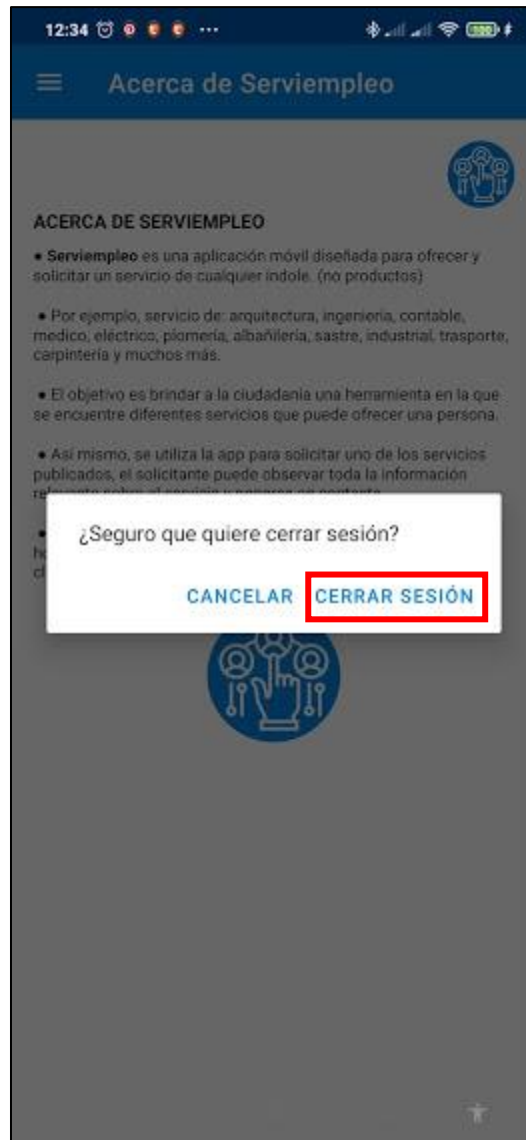 12:34
Acerca de Serviempleo
ACERCA DE SERVIEMPLEO
• Serviempleo es una aplicación móvil diseñada para ofrecer y
solicitar un servicio de cualquier indole. (no productos)
• Por ejemplo, servicio de: arquitectura, ingeniería, contable,
medico, eléctrico, plomería, albañilería, sastre, industrial, trasporte,
carpintería y muchos más.
• El objetivo es brindar a la ciudadanía una herramienta en la que
se encuentre diferentes servicios que puede ofrecer una persona.
• Asi mismo, se utiliza la app para solicitar uno de los servicios
publicados, el solicitante puede observar toda la información
¿Seguro que quiere cerrar sesión?
CANCELAR CERRAR SESIÓN